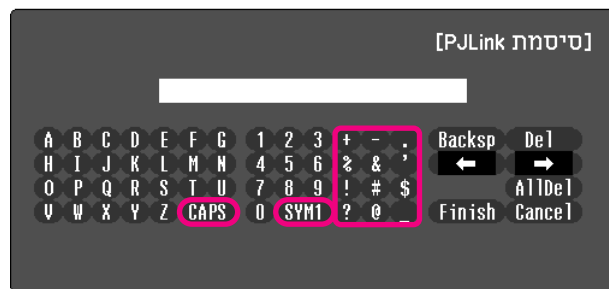 [סיסמת PJLink]
A B C D E F G 1 2 3 + - . Backsp Del
H I J K L M N 4 5 6 % & ' ← →
O P Q R S T U 7 8 9 ! # $ AllDel
V W X Y Z CAPS 0 SYM1 ? @ _ Finish Cancel